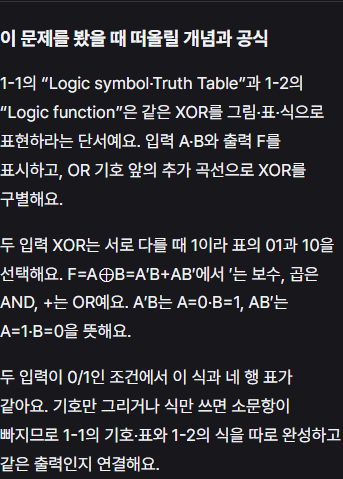 이 문제를 봤을 때 떠올릴 개념과 공식
1-1의 “Logic symbol·Truth Table”과 1-2의
“Logic function”은 같은 XOR를 그림·표·식으로
표현하라는 단서예요. 입력 A·B와 출력 F를
표시하고, OR 기호 앞의 추가 곡선으로 XOR를
구별해요.
두 입력 XOR는 서로 다를 때 1이라 표의 01과 10을
선택해요. F=A⊕B=A′B+AB′에서 ′는 보수, 곱은
AND, +는 OR예요. A′B는 A=0·B=1, AB′는
A=1·B=0을 뜻해요.
두 입력이 0/1인 조건에서 이 식과 네 행 표가
같아요. 기호만 그리거나 식만 쓰면 소문항이
빠지므로 1-1의 기호·표와 1-2의 식을 따로 완성하고
같은 출력인지 연결해요.